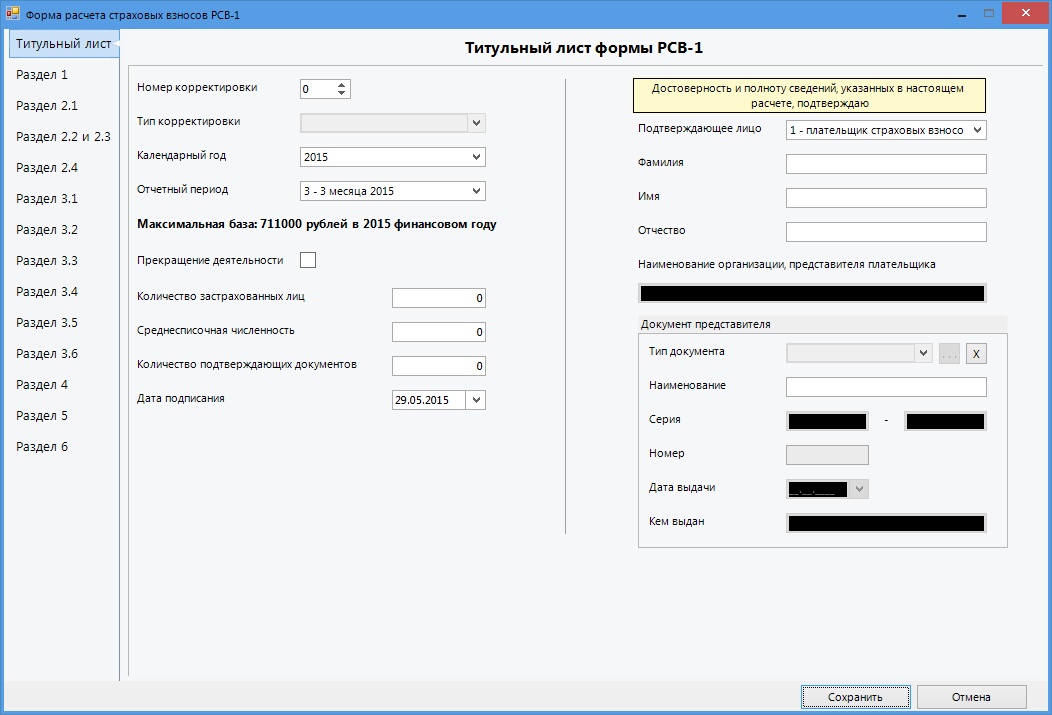 Форма расчета страховых взносов РСВ-1
Титульный лист
Раздел 1
Раздел 2.1
Раздел 2.2 и 2.3
Раздел 2.4
Раздел 3.1
Раздел 3.2
Раздел 3.3
Раздел 3.4
Раздел 3.5
Раздел 3.6
Раздел 4
Раздел 5
Раздел 6
Титульный лист формы РСВ-1
Номер корректировки 0
Тип корректировки
Календарный год 2015
Отчетный период 3 - 3 месяца 2015
Максимальная база: 711000 рублей в 2015 финансовом году
Прекращение деятельности
Количество застрахованных лиц 0
Среднесписочная численность 0
Количество подтверждающих документов 0
Дата подписания 29.05.2015
Достоверность и полноту сведений, указанных в настоящем
расчете, подтверждаю
Подтверждающее лицо 1 - плательщик страховых взносо
Фамилия
Имя
Отчество
Наименование организации, представителя плательщика
Документ представителя
Тип документа ... X
Наименование
Серия -
Номер
Дата выдачи __.__.____
Кем выдан
Сохранить Отмена